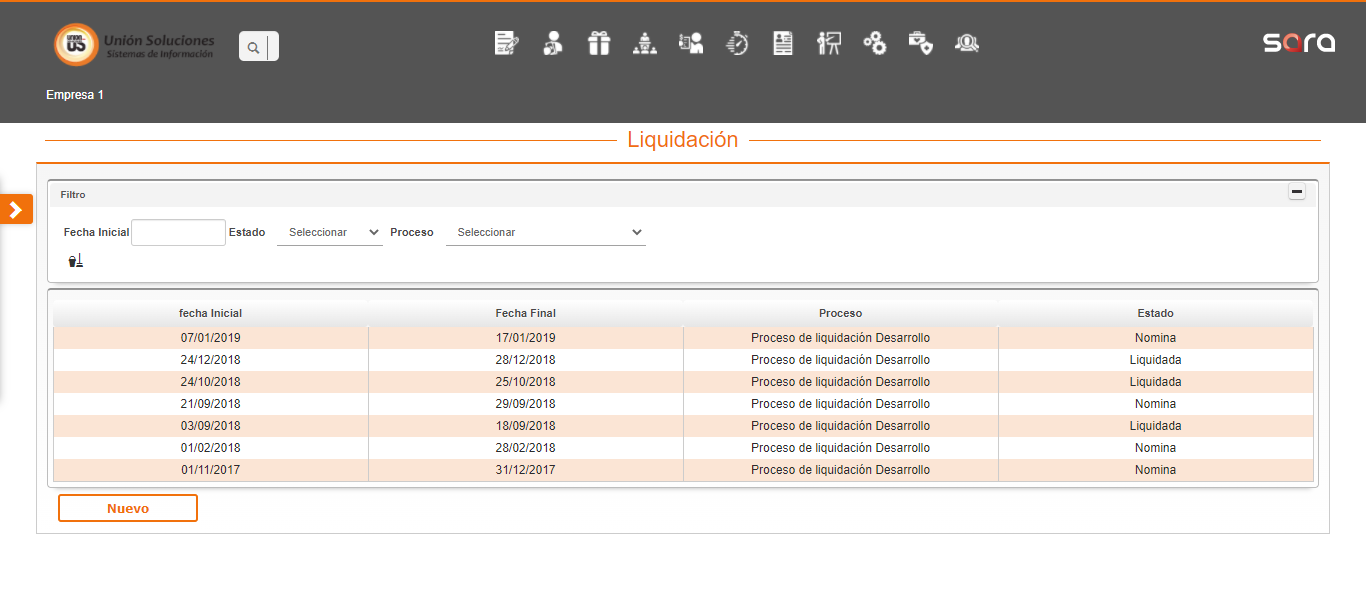 UNION
US
Unión Soluciones
Sistemas de Información
sara
Empresa 1
Liquidación
Filtro
Fecha Inicial Estado Seleccionar Proceso Seleccionar
fecha Inicial Fecha Final Proceso Estado
07/01/2019 17/01/2019 Proceso de liquidación Desarrollo Nomina
24/12/2018 28/12/2018 Proceso de liquidación Desarrollo Liquidada
24/10/2018 25/10/2018 Proceso de liquidación Desarrollo Liquidada
21/09/2018 29/09/2018 Proceso de liquidación Desarrollo Nomina
03/09/2018 18/09/2018 Proceso de liquidación Desarrollo Liquidada
01/02/2018 28/02/2018 Proceso de liquidación Desarrollo Nomina
01/11/2017 31/12/2017 Proceso de liquidación Desarrollo Nomina
Nuevo